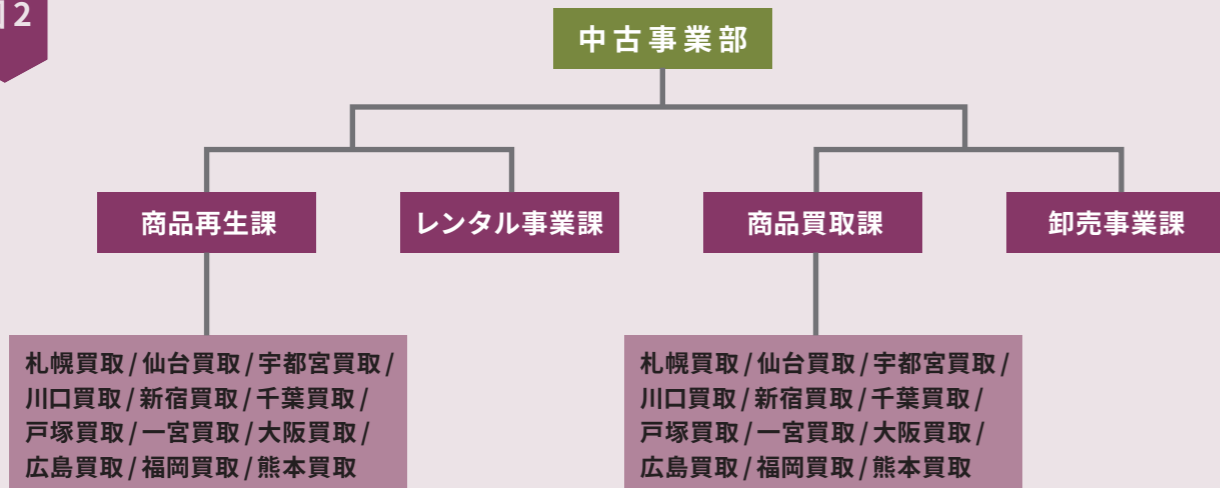 2
中古事業部
商品再生課
レンタル事業課
商品買取課
卸売事業課
札幌買取/仙台買取/宇都宮買取/
川口買取/新宿買取/千葉買取/
戸塚買取/一宮買取/大阪買取/
広島買取/福岡買取/熊本買取
札幌買取/仙台買取/宇都宮買取/
川口買取/新宿買取/千葉買取/
戸塚買取/一宮買取/大阪買取/
広島買取/福岡買取/熊本買取